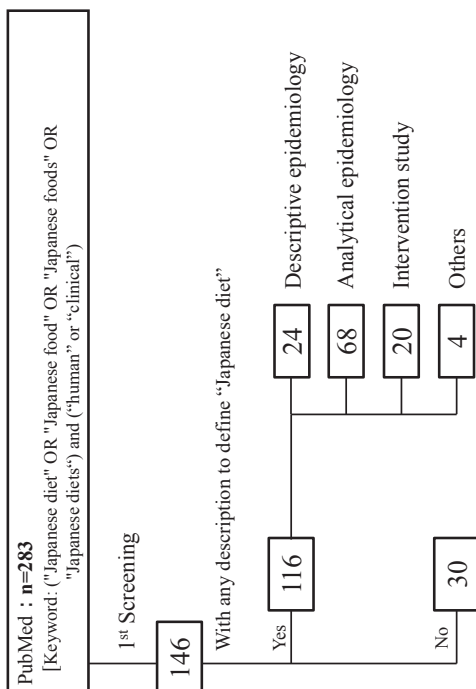 PubMed : n=283
[Keyword: ("Japanese diet" OR "Japanese food" OR "Japanese foods" OR
"Japanese diets“) and (“human” or “clinical”)
1st Screening
146
With any description to define “Japanese diet”
Yes
116
24 Descriptive epidemiology
68 Analytical epidemiology
20 Intervention study
4 Others
No
30